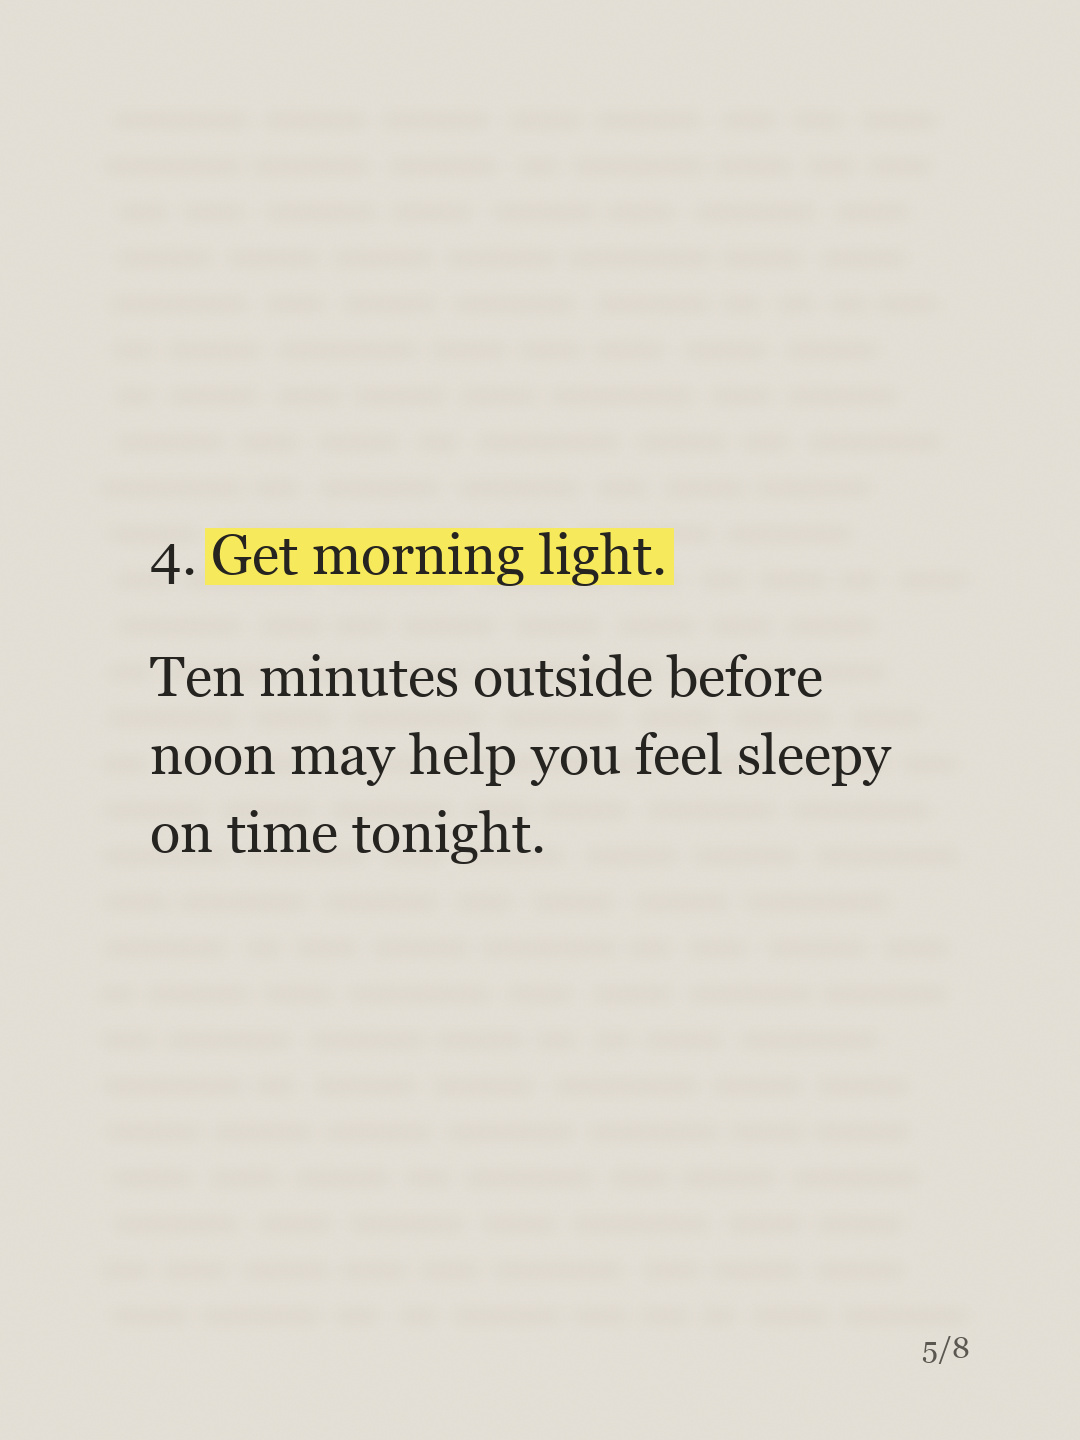 4. Get morning light.
Ten minutes outside before
noon may help you feel sleepy
on time tonight.
5/8